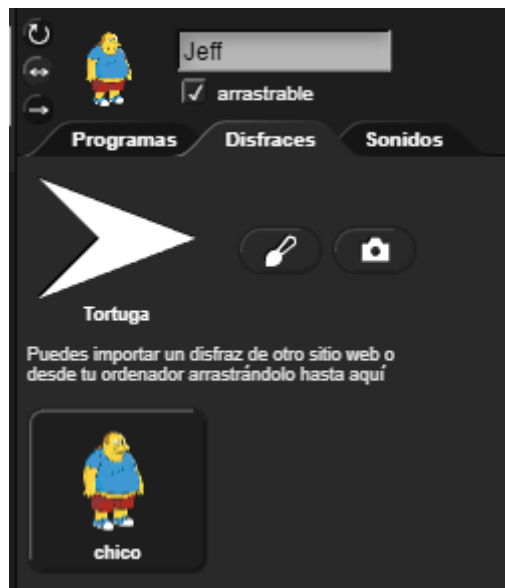 Jeff
arrastrable
Programas Disfraces Sonidos
Tortuga
Puedes importar un disfraz de otro sitio web o
desde tu ordenador arrastrándolo hasta aquí
chico